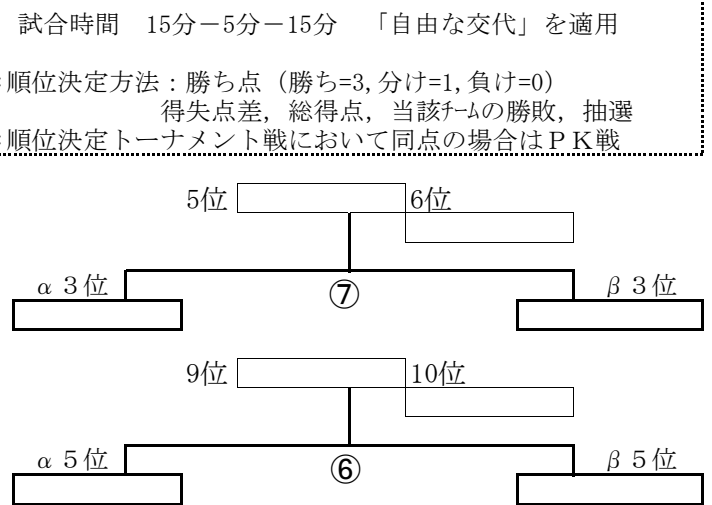 試合時間　15分－5分－15分　「自由な交代」を適用
順位決定方法：勝ち点（勝ち=3,分け=1,負け=0）
得失点差，総得点，当該ﾁｰﾑの勝敗，抽選
順位決定トーナメント戦において同点の場合はＰＫ戦
5位 6位
α３位 β３位
⑦
9位 10位
α５位 β５位
⑥